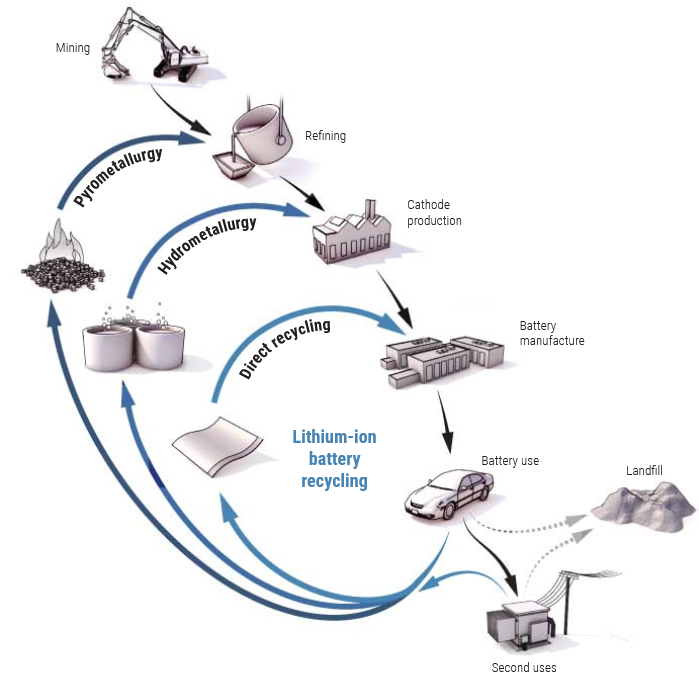 Mining
Refining
Pyrometallurgy
Cathode
production
Hydrometallurgy
Battery
manufacture
Direct recycling
Lithium-ion
battery
recycling
Battery use
Landfill
Second uses